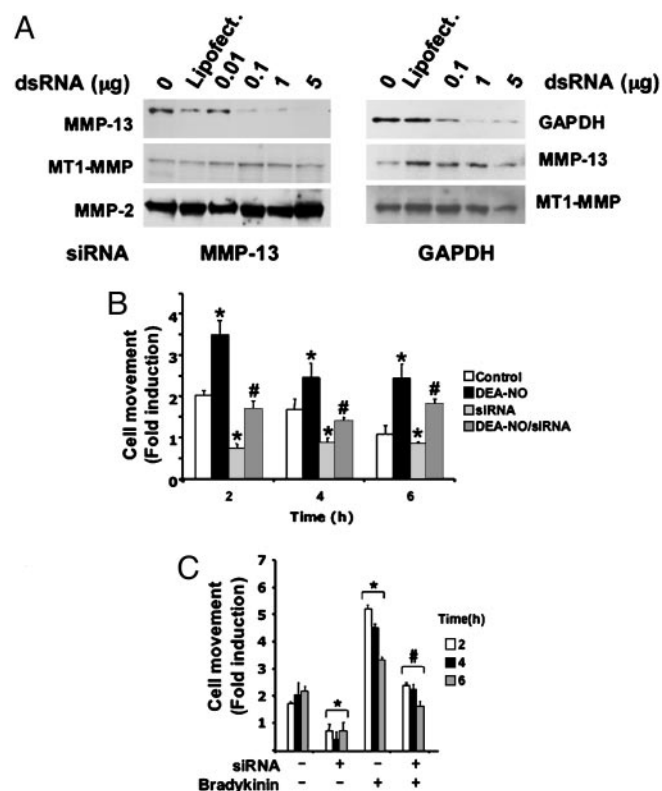 A
dsRNA (µg) 0 Lipofect. 0.01 0.1 1 5
0 Lipofect. 0.1 1 5 dsRNA (µg)
MMP-13
MT1-MMP
MMP-2
GAPDH
MMP-13
MT1-MMP
siRNA MMP-13 GAPDH
B
Cell movement
(Fold induction)
4
3
2
1
0
* * *
* * *
# # #
2 4 6
Time (h)
Control
DEA-NO
siRNA
DEA-NO/siRNA
C
Cell movement
(Fold induction)
7
6
5
4
3
2
1
* * #
Time(h)
2
4
6
siRNA − + − +
Bradykinin − − + +